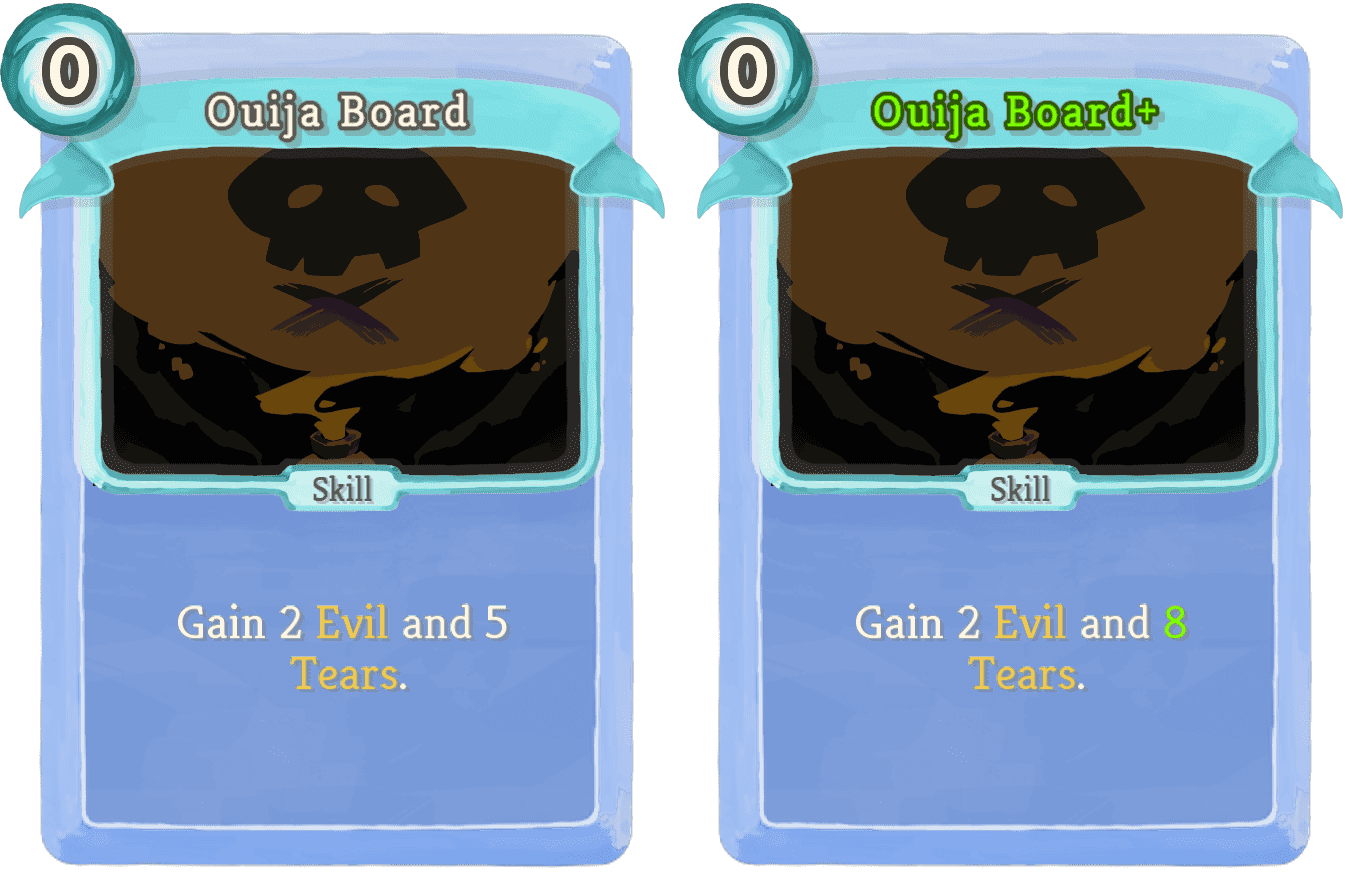 0
Ouija Board
Skill
Gain 2 Evil and 5
Tears.
0
Ouija Board+
Skill
Gain 2 Evil and 8
Tears.